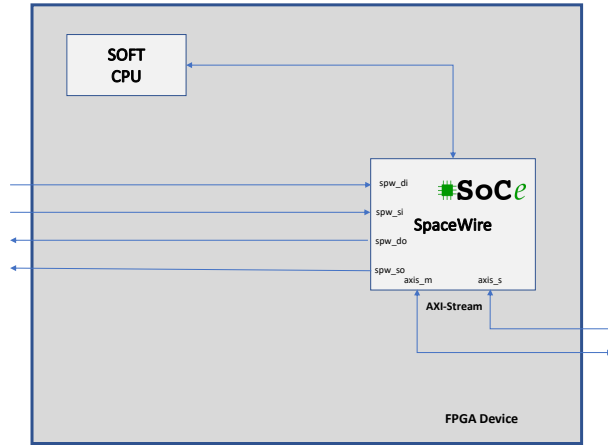 SOFT
CPU
spw_di
SoCe
spw_si
SpaceWire
spw_do
spw_so
axis_m
axis_s
AXI-Stream
FPGA Device